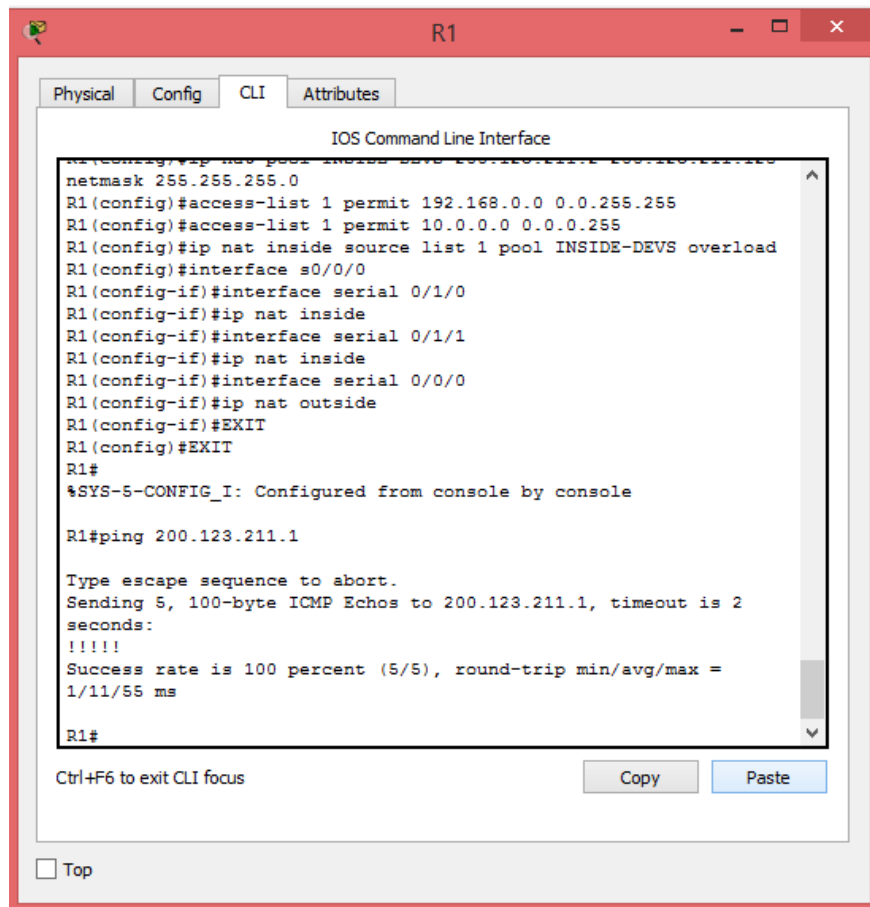 R1
Physical Config CLI Attributes
IOS Command Line Interface
netmask 255.255.255.0
R1(config)#access-list 1 permit 192.168.0.0 0.0.255.255
R1(config)#access-list 1 permit 10.0.0.0 0.0.0.255
R1(config)#ip nat inside source list 1 pool INSIDE-DEVS overload
R1(config)#interface s0/0/0
R1(config-if)#interface serial 0/1/0
R1(config-if)#ip nat inside
R1(config-if)#interface serial 0/1/1
R1(config-if)#ip nat inside
R1(config-if)#interface serial 0/0/0
R1(config-if)#ip nat outside
R1(config-if)#EXIT
R1(config)#EXIT
R1#
%SYS-5-CONFIG_I: Configured from console by console
R1#ping 200.123.211.1
Type escape sequence to abort.
Sending 5, 100-byte ICMP Echos to 200.123.211.1, timeout is 2
seconds:
!!!!!
Success rate is 100 percent (5/5), round-trip min/avg/max =
1/11/55 ms
R1#
Ctrl+F6 to exit CLI focus
Copy Paste
Top